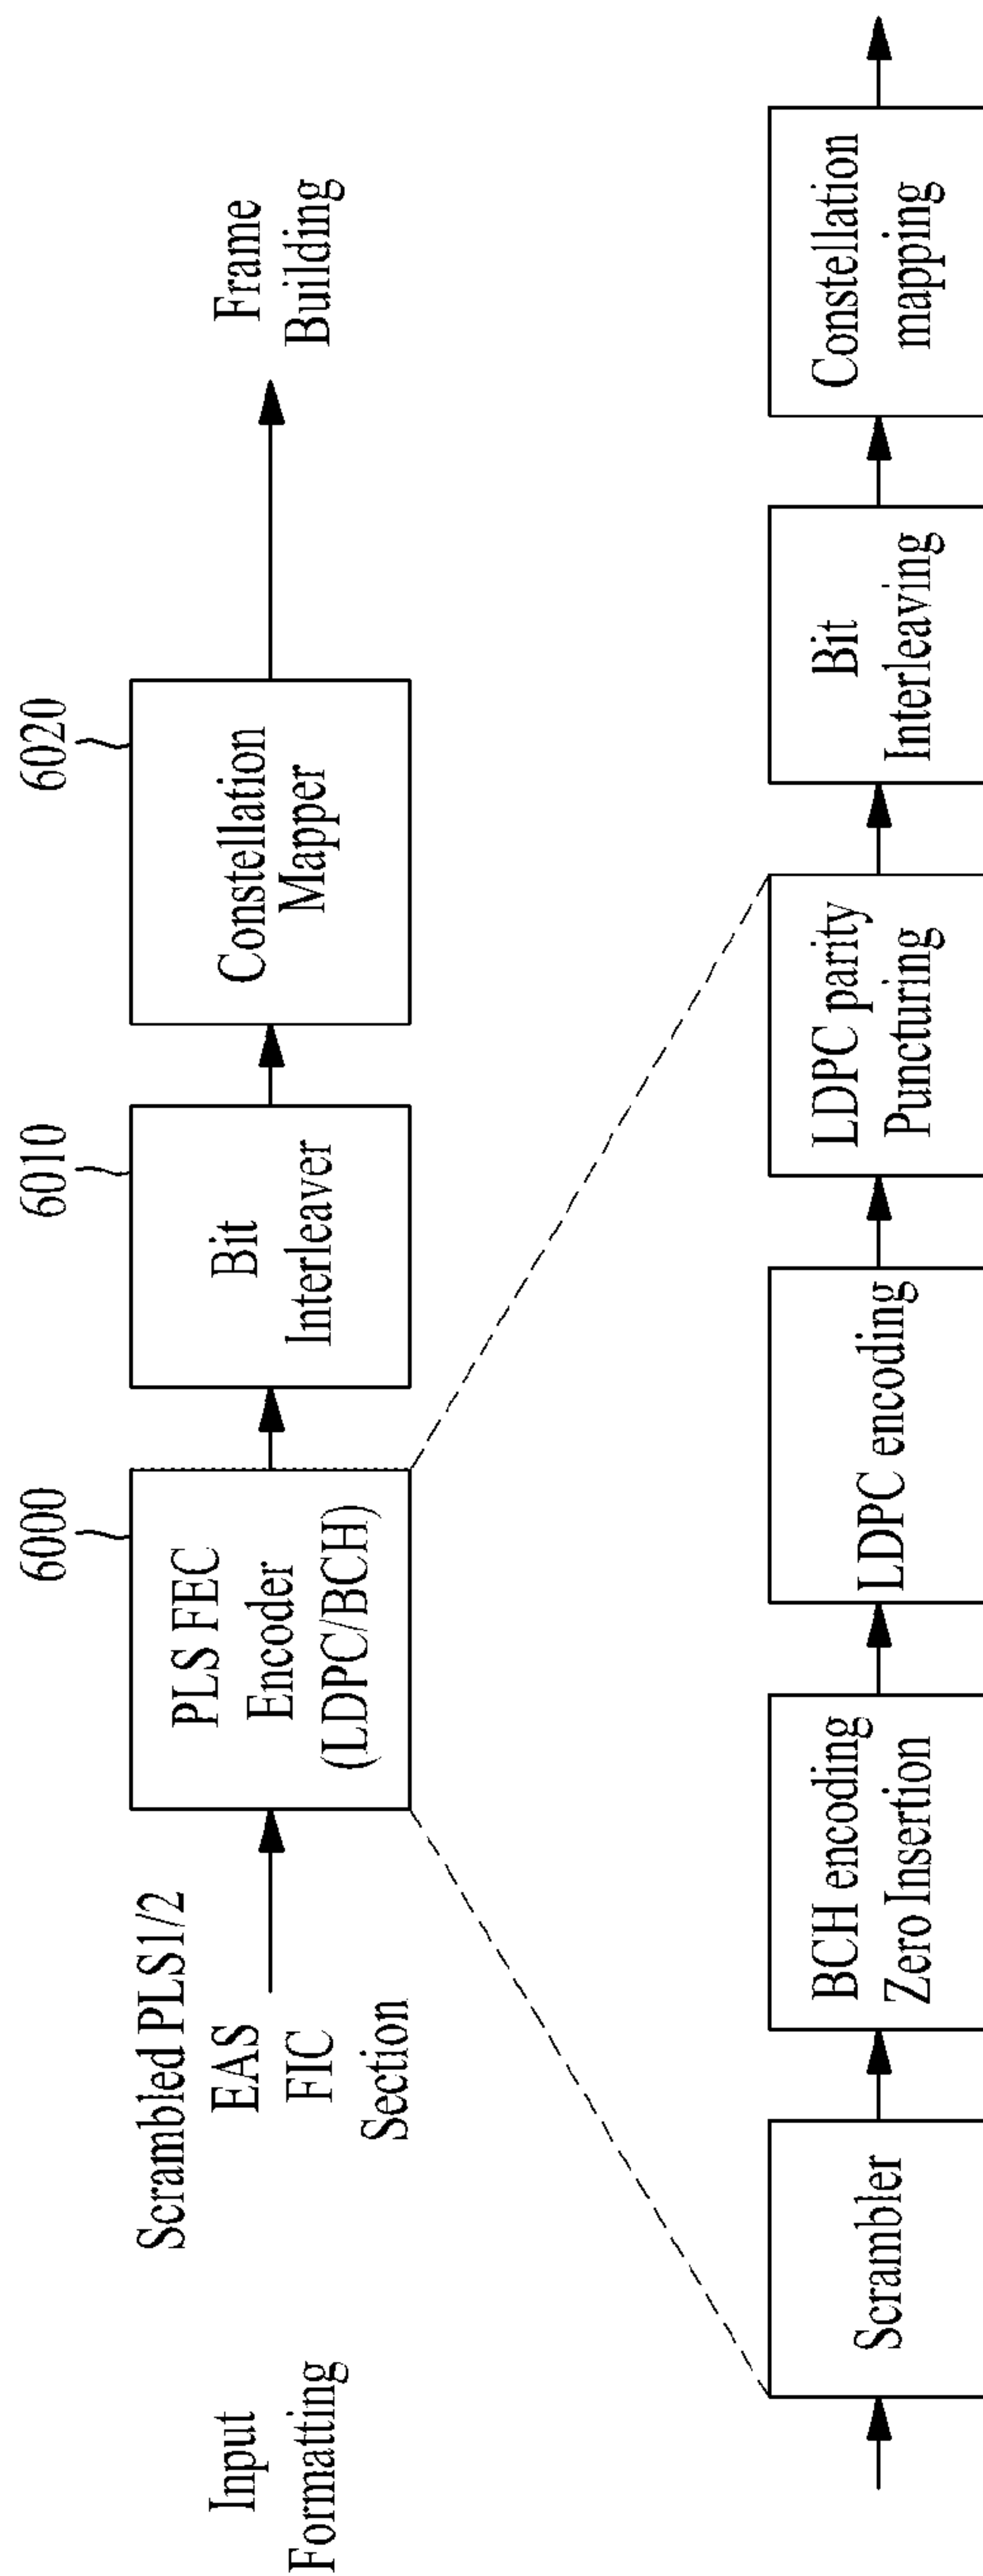 Input
Formatting
Scrambled PLS1/2
EAS
FIC
Section
6000
PLS FEC
Encoder
(LDPC/BCH)
6010
Bit
Interleaver
6020
Constellation
Mapper
Frame
Building
Scrambler
BCH encoding
Zero Insertion
LDPC encoding
LDPC parity
Puncturing
Bit
Interleaving
Constellation
mapping